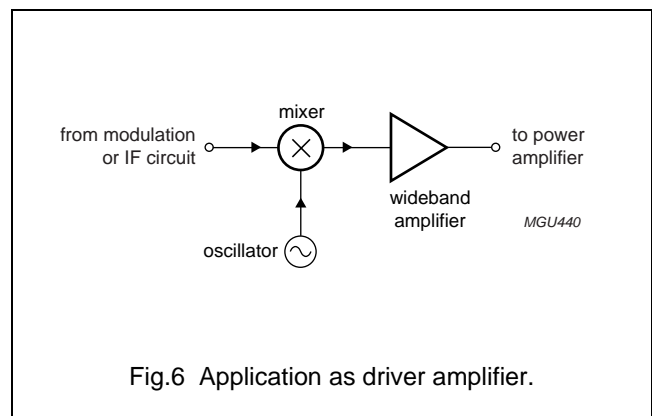 mixer
from modulation
or IF circuit
to power
amplifier
wideband
amplifier
MGU440
oscillator
Fig.6 Application as driver amplifier.